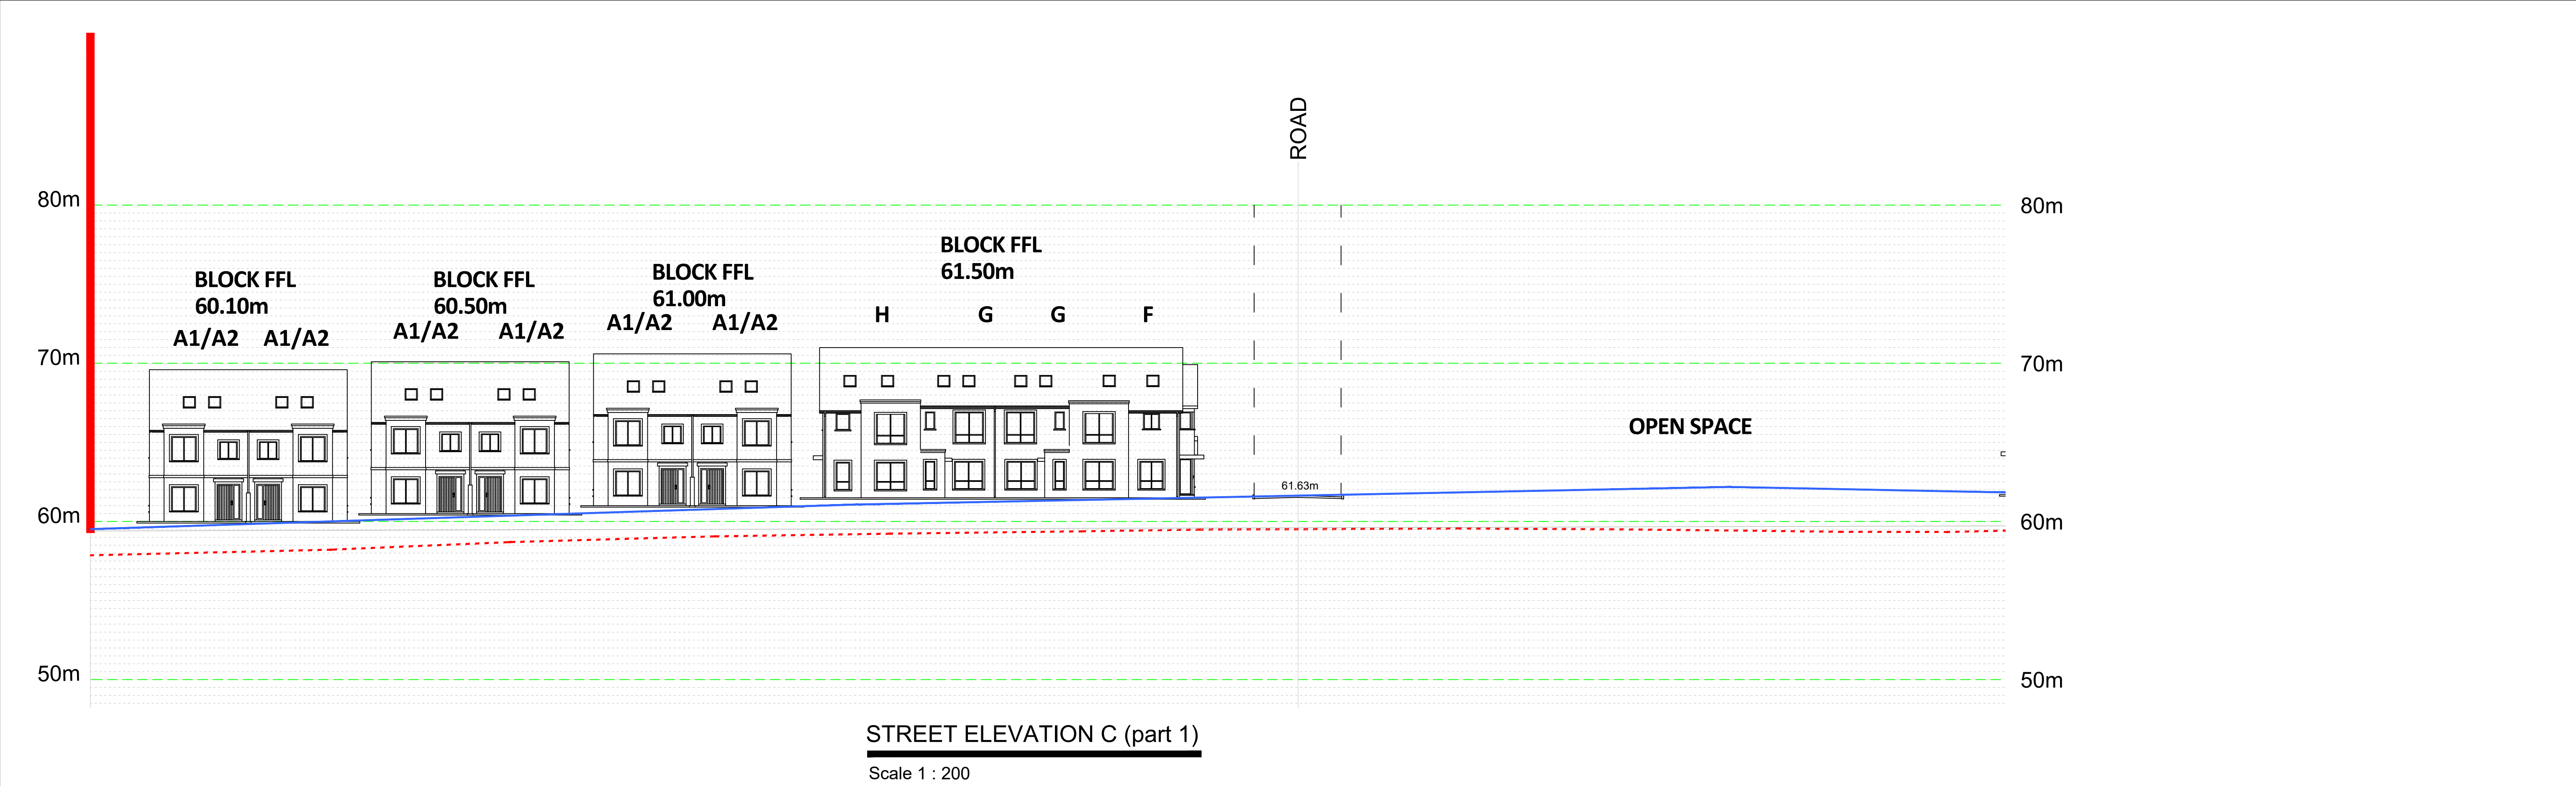 ROAD
80m
80m
BLOCK FFL
60.10m
A1/A2 A1/A2
BLOCK FFL
60.50m
A1/A2 A1/A2
BLOCK FFL
61.00m
A1/A2 A1/A2
BLOCK FFL
61.50m
H G G F
70m
70m
OPEN SPACE
61.63m
60m
60m
50m
50m
STREET ELEVATION C (part 1)
Scale 1 : 200